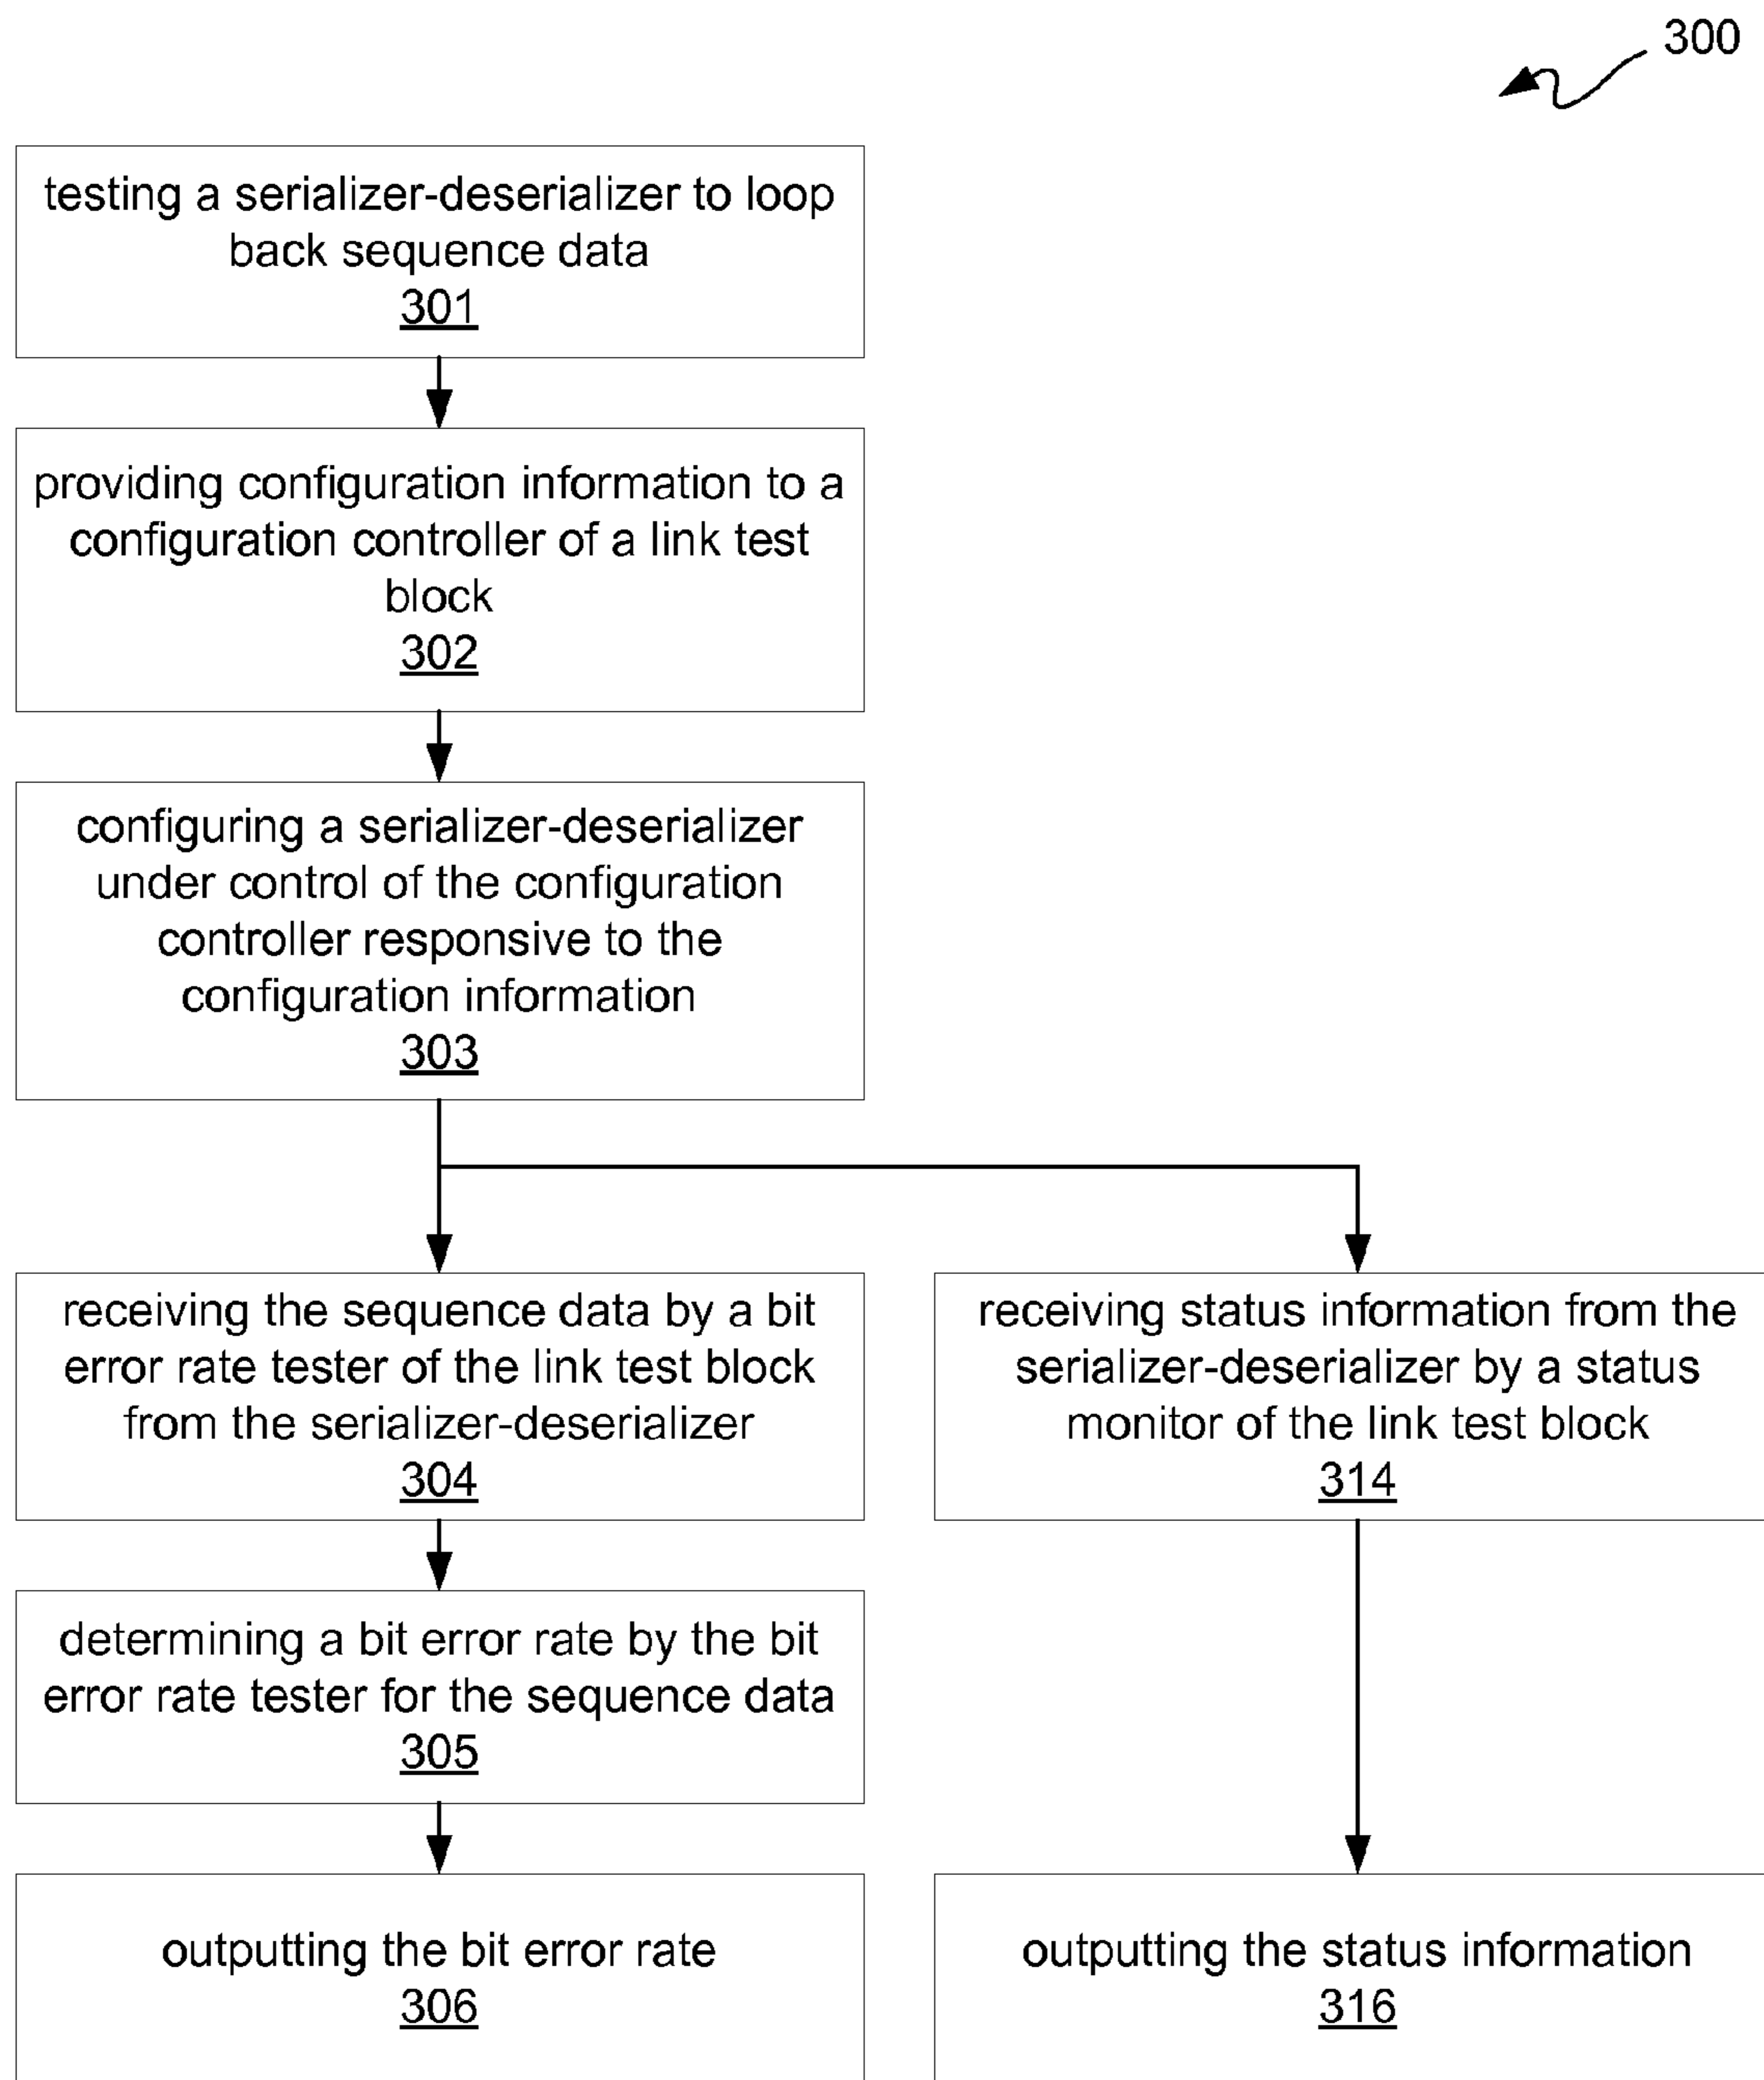 300
testing a serializer-deserializer to loop
back sequence data
301
providing configuration information to a
configuration controller of a link test
block
302
configuring a serializer-deserializer
under control of the configuration
controller responsive to the
configuration information
303
receiving the sequence data by a bit
error rate tester of the link test block
from the serializer-deserializer
304
receiving status information from the
serializer-deserializer by a status
monitor of the link test block
314
determining a bit error rate by the bit
error rate tester for the sequence data
305
outputting the bit error rate
306
outputting the status information
316